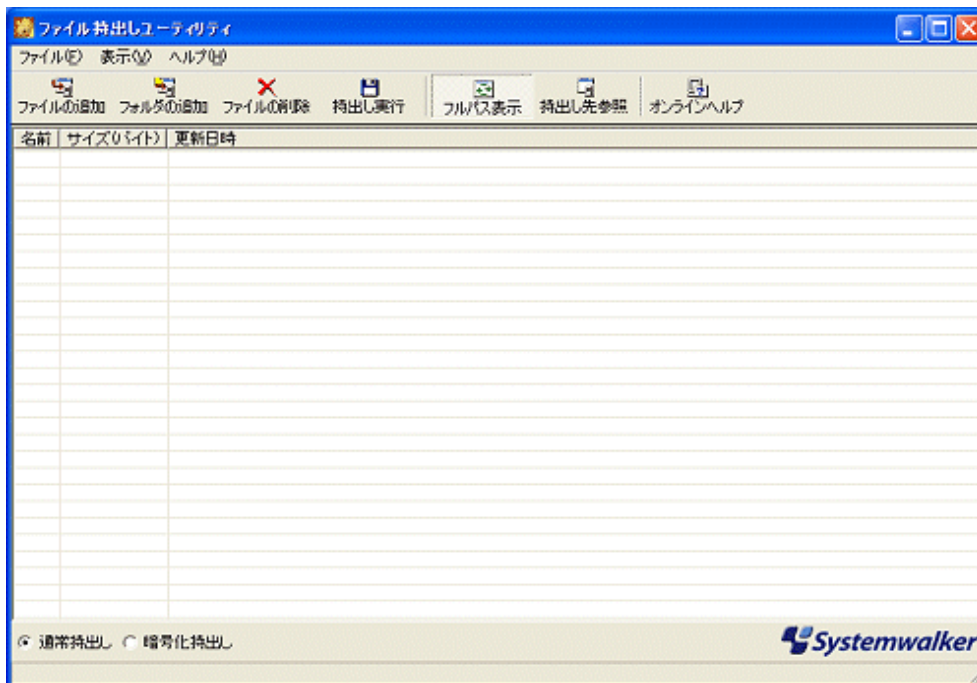 ファイル持出しユーティリティ
ファイル(F) 表示(V) ヘルプ(H)
ファイルの追加 フォルダの追加 ファイルの削除 持出し実行 フルパス表示 持出し先参照 オンラインヘルプ
名前 サイズ(バイト) 更新日時
通常持出し 暗号化持出し
Systemwalker